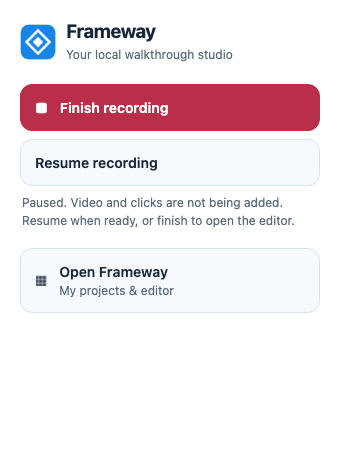 Frameway
Your local walkthrough studio
Finish recording
Resume recording
Paused. Video and clicks are not being added.
Resume when ready, or finish to open the editor.
Open Frameway
My projects & editor